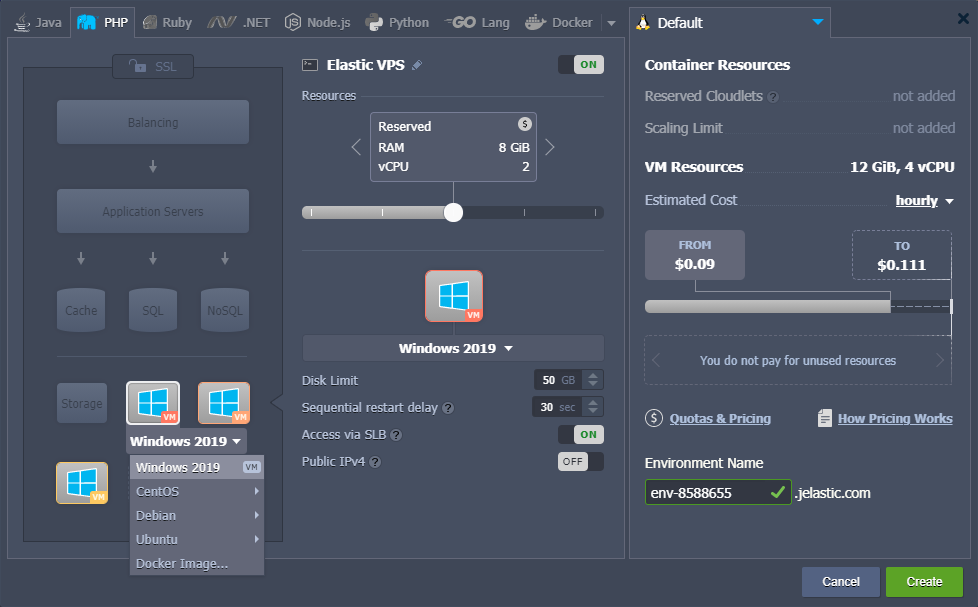 Java PHP Ruby .NET Node.js Python GO Lang Docker
Default
SSL
Balancing
Application Servers
Cache SQL NoSQL
Storage
VM
VM
Windows 2019
VM
Windows 2019 VM
CentOS
Debian
Ubuntu
Docker Image...
Elastic VPS
ON
Resources
Reserved $
RAM 8 GiB
vCPU 2
VM
Windows 2019
Disk Limit 50 GB
Sequential restart delay ? 30 sec
Access via SLB ? ON
Public IPv4 ? OFF
Container Resources
Reserved Cloudlets ? not added
Scaling Limit not added
VM Resources 12 GiB, 4 vCPU
Estimated Cost hourly
FROM
$0.09
TO
$0.111
You do not pay for unused resources
$ Quotas & Pricing How Pricing Works
Environment Name
env-8588655 .jelastic.com
Cancel Create